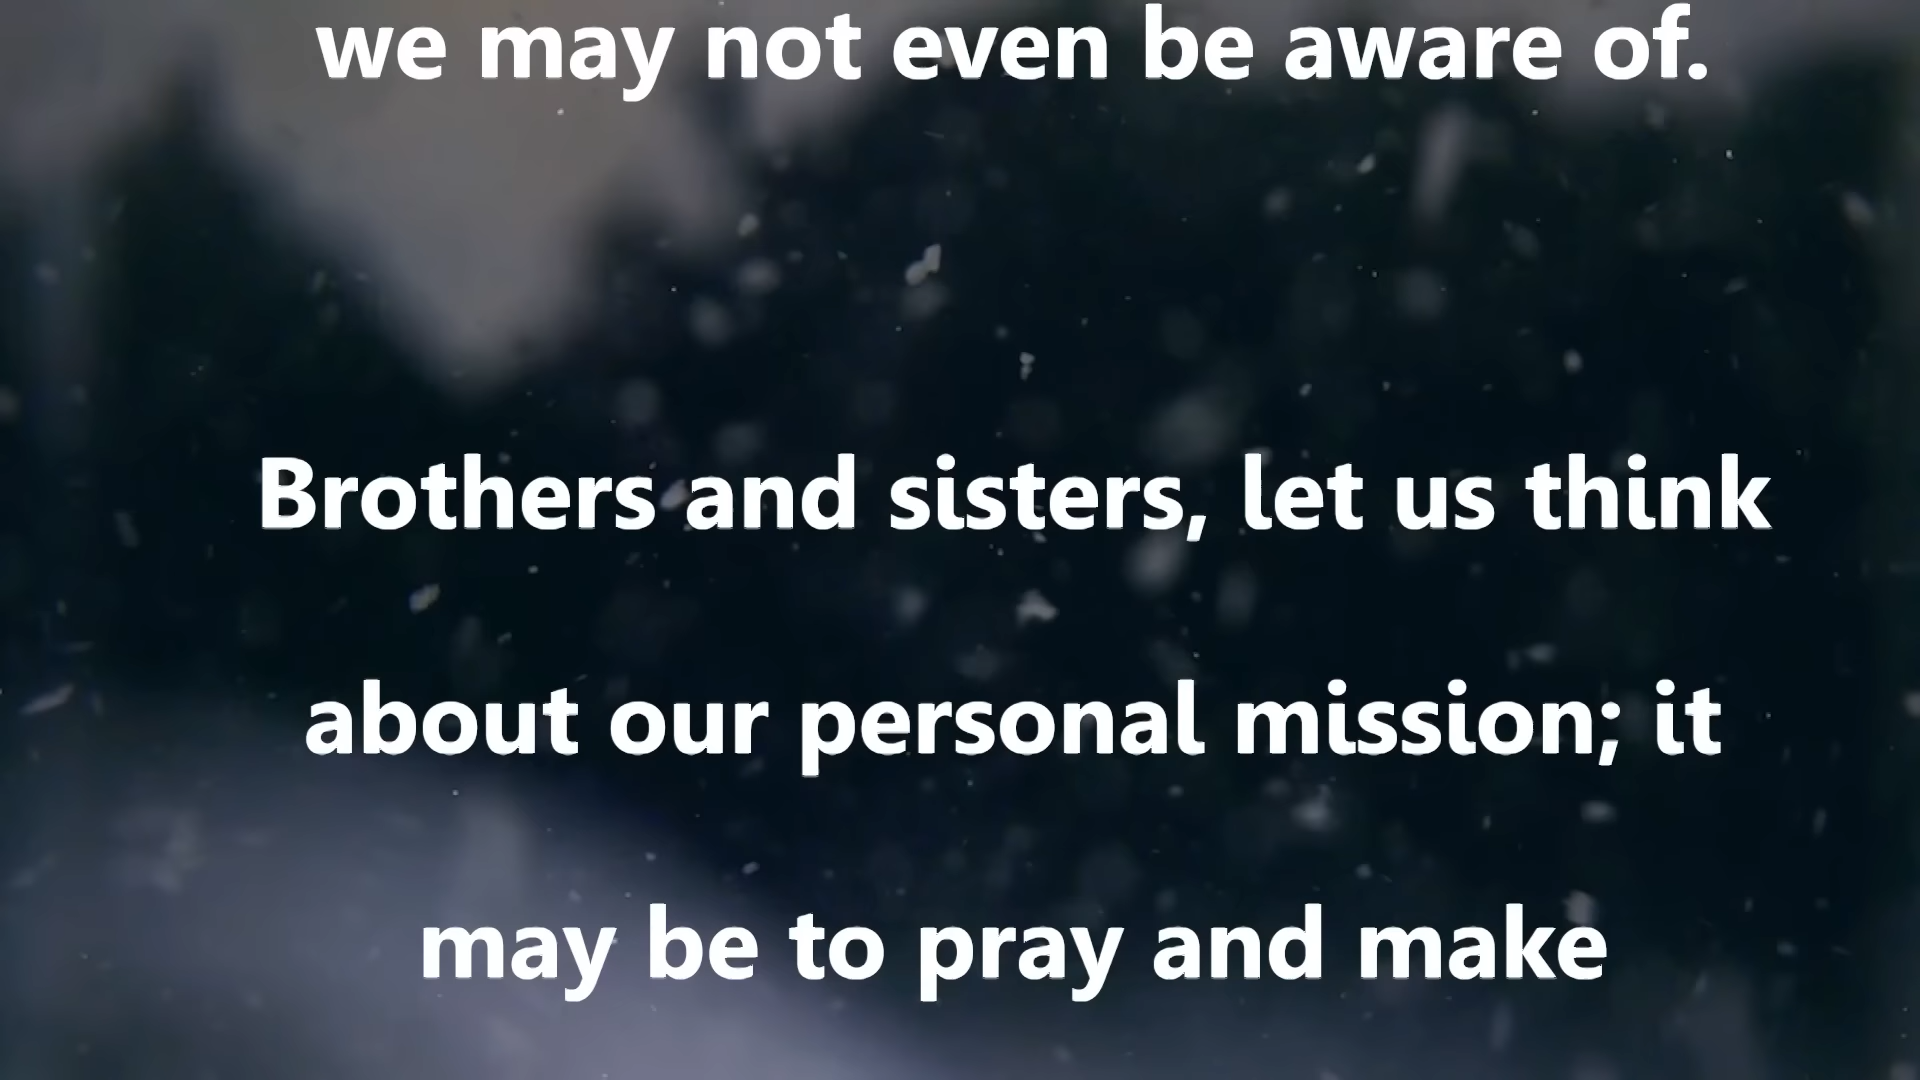 we may not even be aware of.
Brothers and sisters, let us think
about our personal mission; it
may be to pray and make